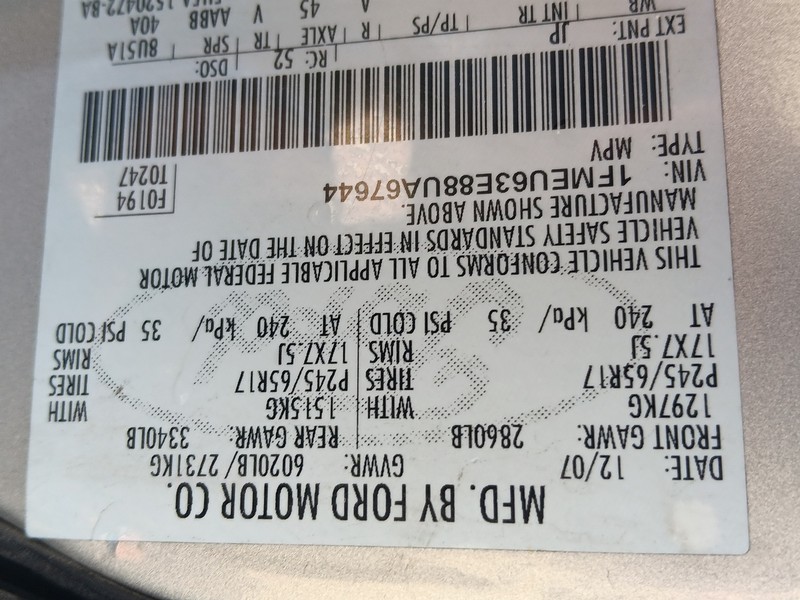 MFD. BY FORD MOTOR CO.
DATE: 12/07 GVWR: 6020LB/ 2731KG
FRONT GAWR: 2860LB REAR GAWR: 3340LB
1297KG WITH 1515KG WITH
P245/65R17 TIRES P245/65R17 TIRES
17X7.5J RIMS 17X7.5J RIMS
AT 240 kPa/ 35 PSI COLD AT 240 kPa/ 35 PSI COLD
THIS VEHICLE CONFORMS TO ALL APPLICABLE FEDERAL MOTOR
VEHICLE SAFETY STANDARDS IN EFFECT ON THE DATE OF
MANUFACTURE SHOWN ABOVE.
VIN: 1FMEU63E88UA67644 F0194
TYPE: MPV T0247
EXT PNT: JP RC: 52 DSO:
WB INT TR TP/PS R AXLE TR SPR 8U51A
45 V AABB 40A